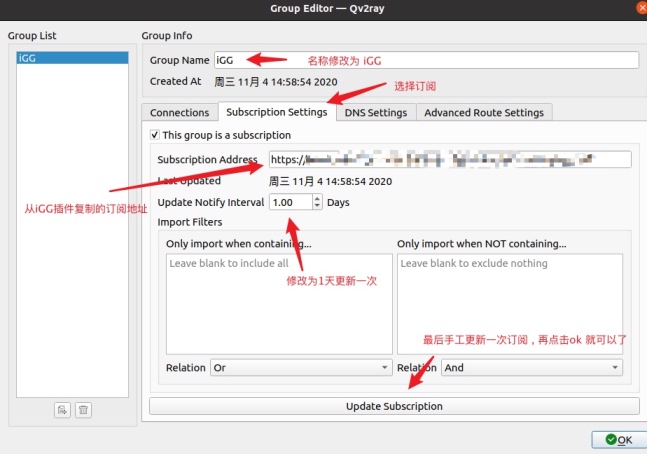 Group Editor — Qv2ray
Group List
Group Info
iGG
Group Name iGG 名称修改为 iGG
Created At 周三 11月 4 14:58:54 2020
选择订阅
Connections Subscription Settings DNS Settings Advanced Route Settings
This group is a subscription
Subscription Address https://
Last Updated 周三 11月 4 14:58:54 2020
从iGG插件复制的订阅地址
Update Notify Interval 1.00 Days
Import Filters
Only import when containing... Only import when NOT containing...
Leave blank to include all Leave blank to exclude nothing
修改为1天更新一次
最后手工更新一次订阅，再点击ok 就可以了
Relation Or Relation And
Update Subscription
OK